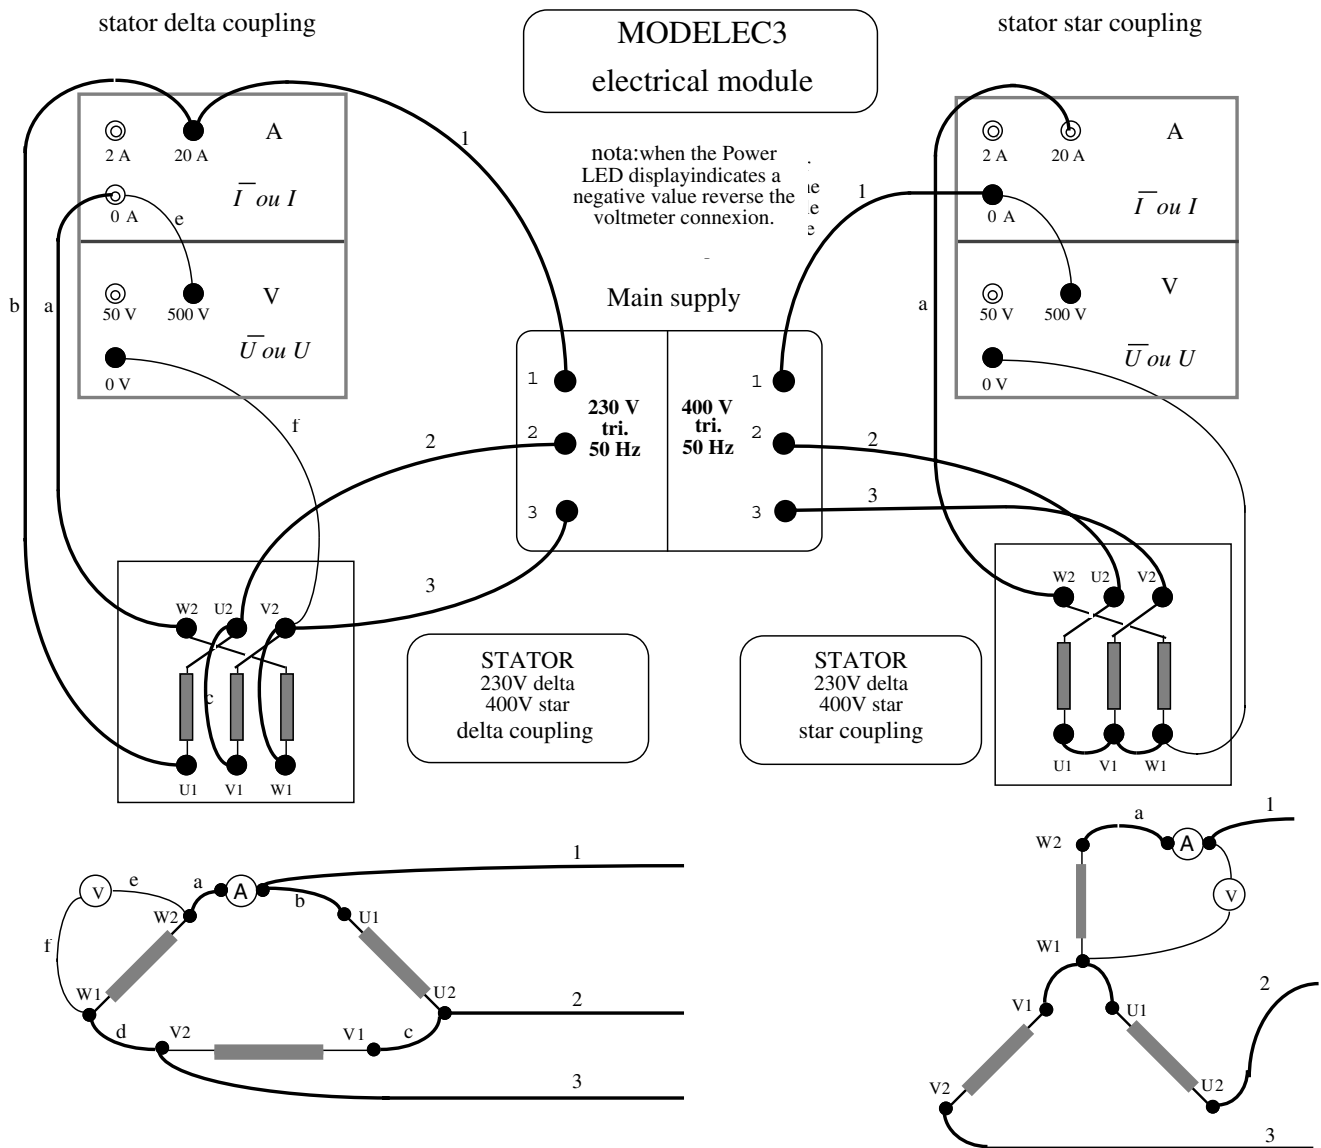 stator delta coupling
MODELEC3
electrical module
stator star coupling
A
2 A
20 A
I ou I
0 A
e
V
50 V
500 V
U ou U
0 V
b
a
f
1
nota:when the Power
LED displayindicates a
negative value reverse the
voltmeter connexion.
Main supply
1
2
3
230 V
tri.
50 Hz
400 V
tri.
50 Hz
1
2
3
2
3
1
2
3
A
2 A
20 A
I ou I
0 A
V
50 V
500 V
U ou U
0 V
a
W2 U2 V2
c
U1 V1 W1
STATOR
230V delta
400V star
delta coupling
STATOR
230V delta
400V star
star coupling
W2 U2 V2
U1 V1 W1
1
V
e
a
A
b
W2
U1
f
W1
U2
2
d
V2
V1
c
3
a
1
W2
A
V
W1
2
V1
U1
V2
U2
3